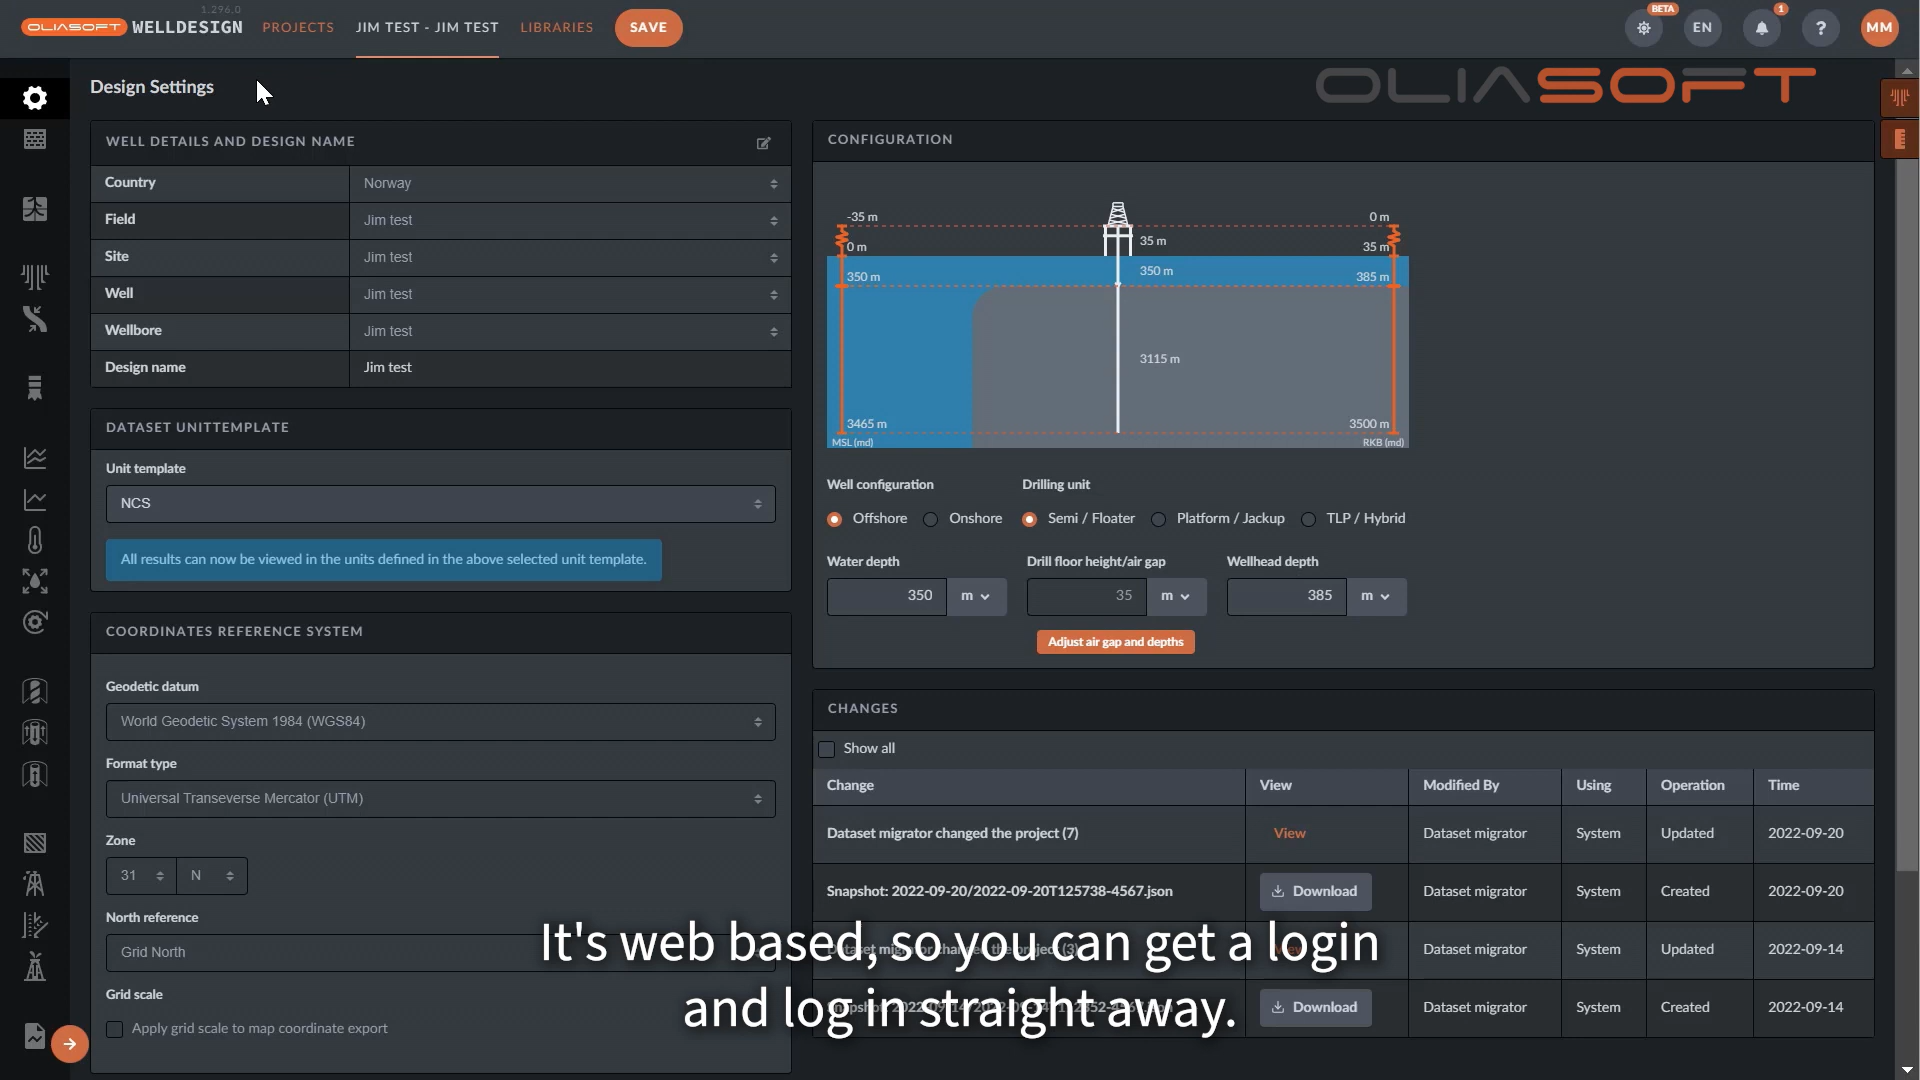 1.296.0
OLIASOFT WELLDESIGN PROJECTS JIM TEST - JIM TEST LIBRARIES SAVE BETA EN 1 ? MM
Design Settings
OLIASOFT
WELL DETAILS AND DESIGN NAME
Country Norway
Field Jim test
Site Jim test
Well Jim test
Wellbore Jim test
Design name Jim test
DATASET UNITTEMPLATE
Unit template
NCS
All results can now be viewed in the units defined in the above selected unit template.
COORDINATES REFERENCE SYSTEM
Geodetic datum
World Geodetic System 1984 (WGS84)
Format type
Universal Transeverse Mercator (UTM)
Zone
31 N
North reference
Grid North
Grid scale
Apply grid scale to map coordinate export
CONFIGURATION
-35 m 0 m
0 m 35 m 35 m
350 m 350 m 385 m
3115 m
3465 m 3500 m
MSL (md) RKB (md)
Well configuration Drilling unit
Offshore Onshore Semi / Floater Platform / Jackup TLP / Hybrid
Water depth Drill floor height/air gap Wellhead depth
350 m 35 m 385 m
Adjust air gap and depths
CHANGES
Show all
Change View Modified By Using Operation Time
Dataset migrator changed the project (7) View Dataset migrator System Updated 2022-09-20
Snapshot: 2022-09-20/2022-09-20T125738-4567.json Download Dataset migrator System Created 2022-09-20
Dataset migrator changed the project (3) View Dataset migrator System Updated 2022-09-14
Download Dataset migrator System Created 2022-09-14
It's web based, so you can get a login
and log in straight away.